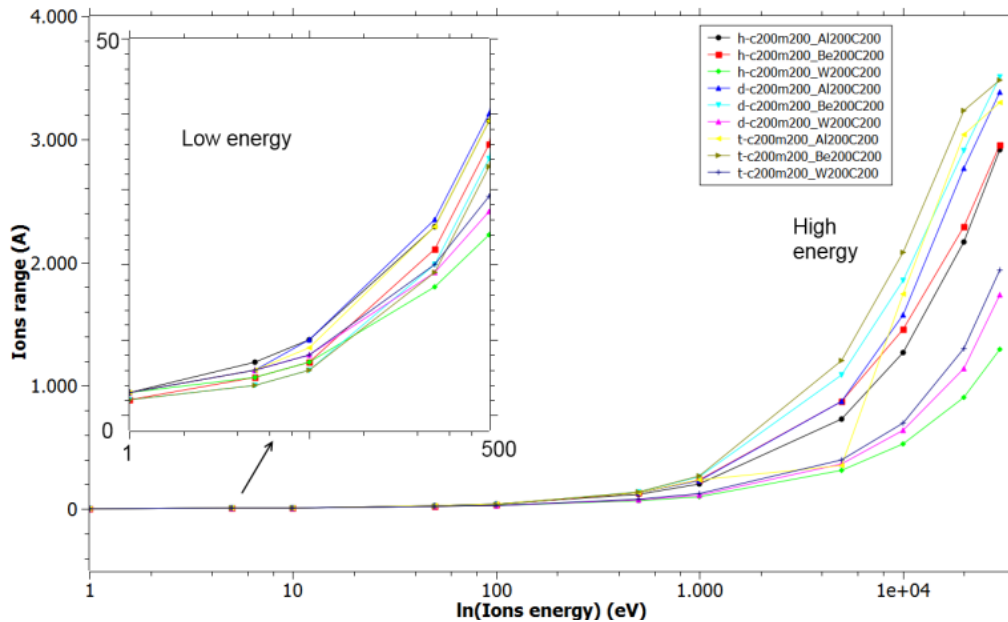 4.000
3.000
2.000
1.000
0
Ions range (A)
50
0
1
500
Low energy
High
energy
h-c200m200_Al200C200
h-c200m200_Be200C200
h-c200m200_W200C200
d-c200m200_Al200C200
d-c200m200_Be200C200
d-c200m200_W200C200
t-c200m200_Al200C200
t-c200m200_Be200C200
t-c200m200_W200C200
1
10
100
1.000
1e+04
ln(Ions energy) (eV)